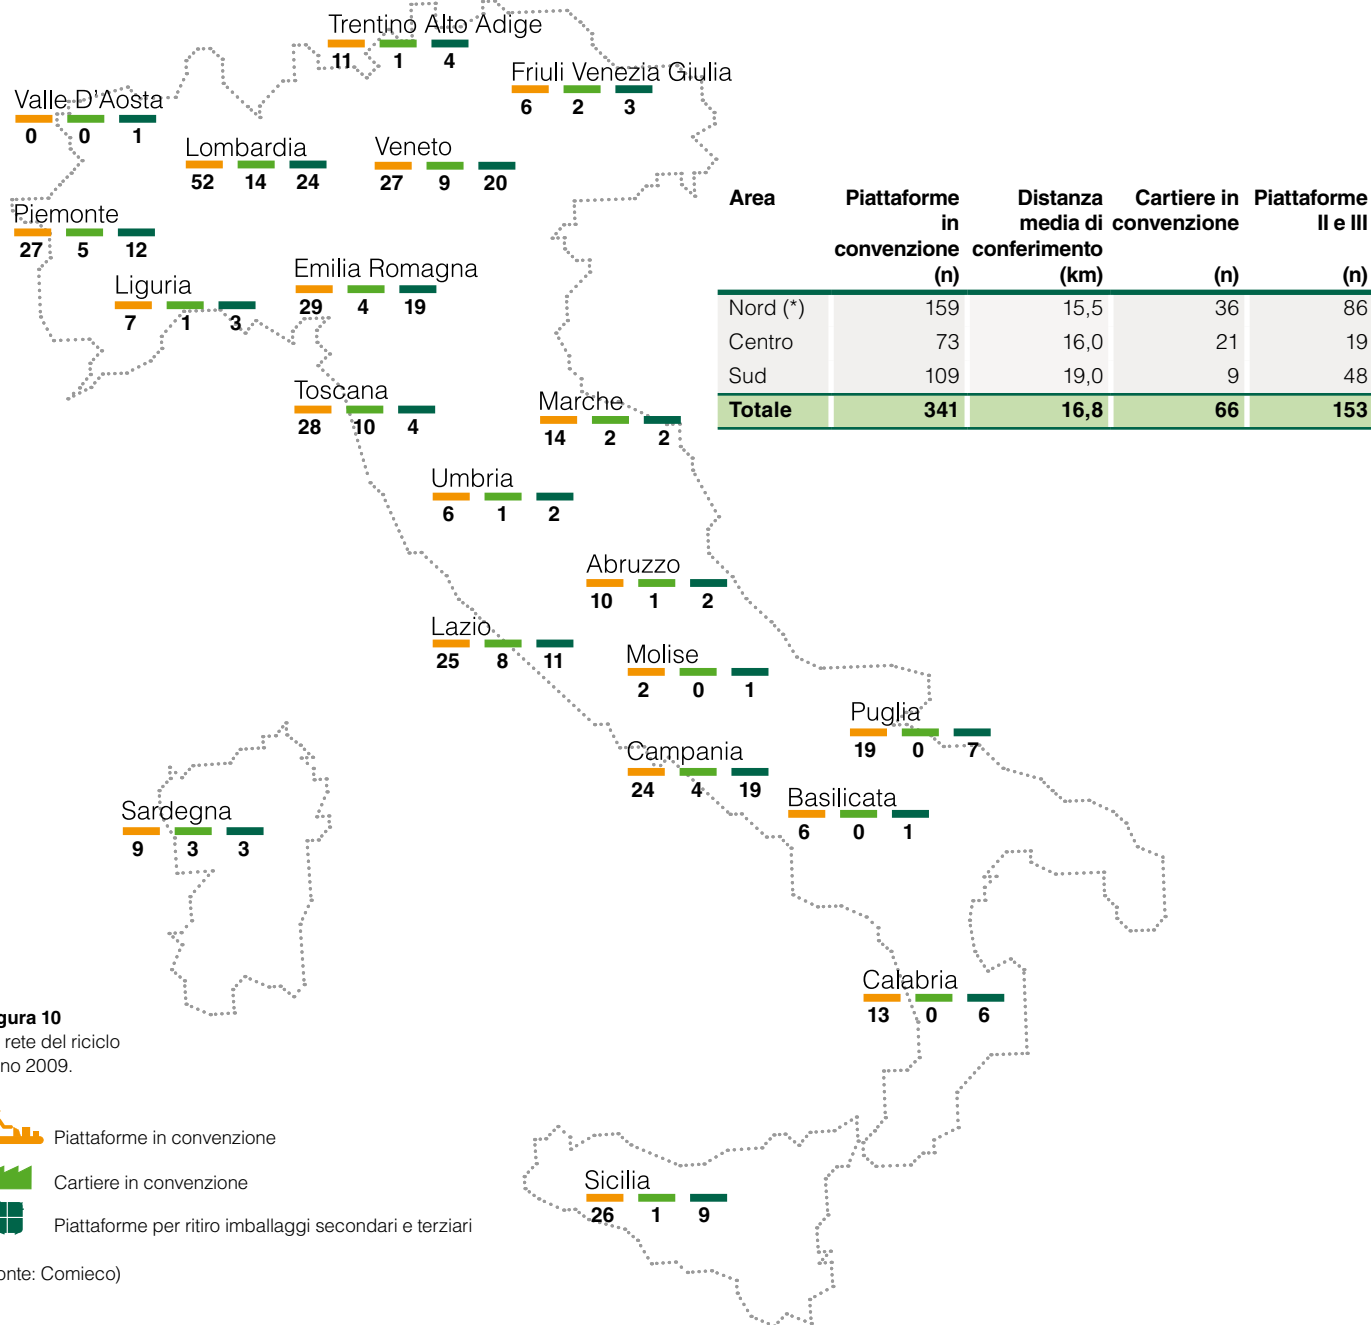 Trentino Alto Adige
11 1 4
Friuli Venezia Giulia
6 2 3
Valle D'Aosta
0 0 1
Lombardia
52 14 24
Veneto
27 9 20
Piemonte
27 5 12
Liguria
7 1 3
Emilia Romagna
29 4 19
Area Piattaforme in convenzione (n) Distanza media di conferimento (km) Cartiere in convenzione (n) Piattaforme II e III (n)
Nord (*) 159 15,5 36 86
Centro 73 16,0 21 19
Sud 109 19,0 9 48
Totale 341 16,8 66 153
Toscana
28 10 4
Marche
14 2 2
Umbria
6 1 2
Abruzzo
10 1 2
Lazio
25 8 11
Molise
2 0 1
Puglia
19 0 7
Campania
24 4 19
Basilicata
6 0 1
Sardegna
9 3 3
Calabria
13 0 6
gura 10
rete del riciclo
no 2009.
Piattaforme in convenzione
Cartiere in convenzione
Piattaforme per ritiro imballaggi secondari e terziari
Sicilia
26 1 9
onte: Comieco)